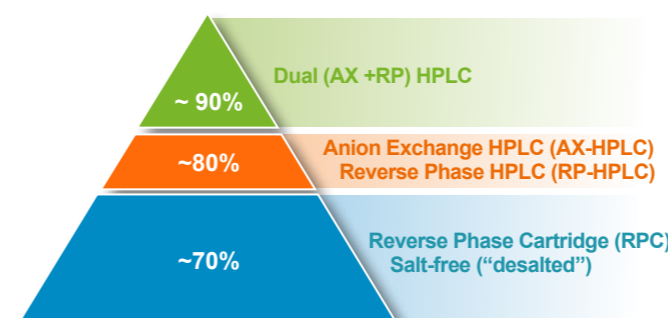 ~ 90%
Dual (AX +RP) HPLC
~80%
Anion Exchange HPLC (AX-HPLC)
Reverse Phase HPLC (RP-HPLC)
~70%
Reverse Phase Cartridge (RPC)
Salt-free (“desalted”)